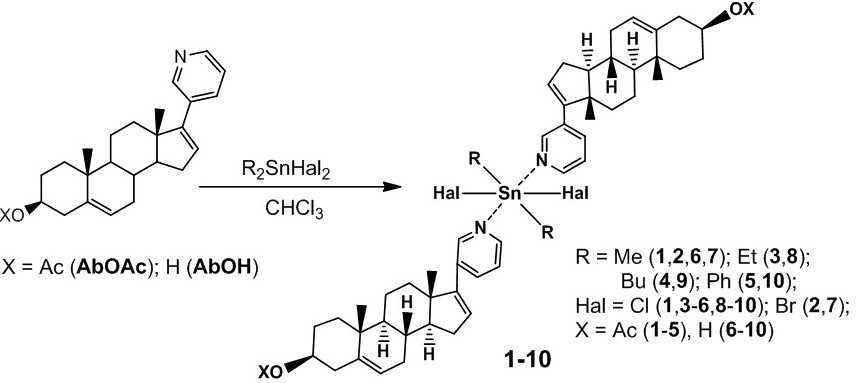 OX
H
H
N
H
R
R₂SnHal₂
N
Hal
Sn
Hal
CHCl₃
XO
N
R
X = Ac (AbOAc); H (AbOH)
R = Me (1,2,6,7); Et (3,8);
Bu (4,9); Ph (5,10);
H
Hal = Cl (1,3-6,8-10); Br (2,7);
X = Ac (1-5), H (6-10)
H
H
1-10
XO